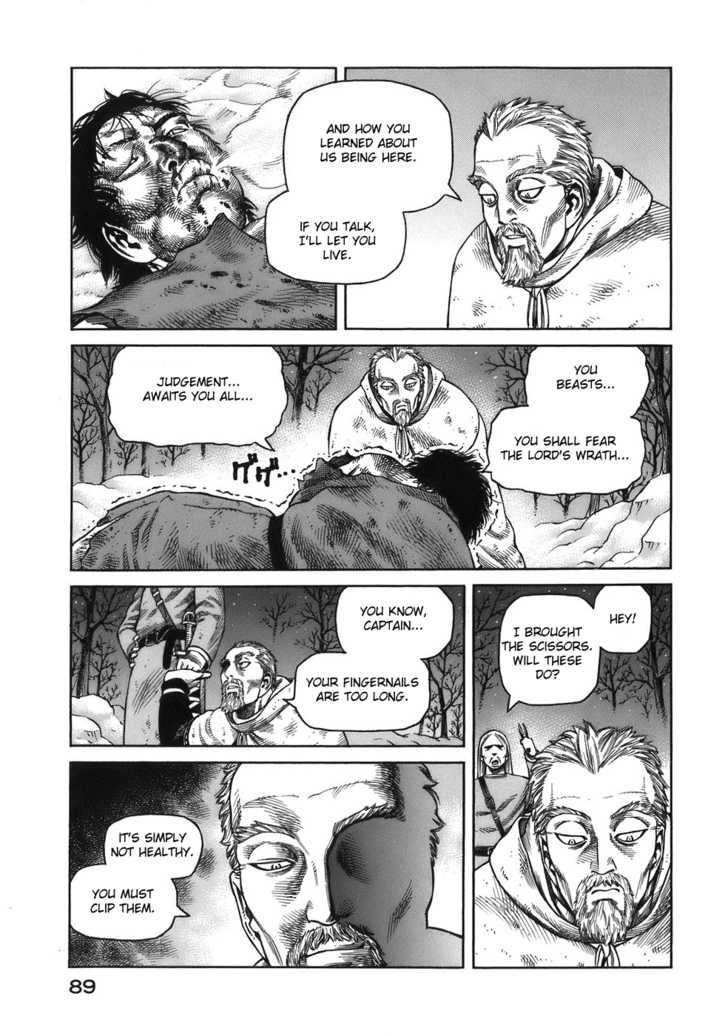 AND HOW YOU
LEARNED ABOUT
US BEING HERE.
IF YOU TALK,
I'LL LET YOU
LIVE.
YOU
BEASTS...
YOU SHALL FEAR
THE LORD'S WRATH...
JUDGEMENT...
AWAITS YOU ALL...
HEY!
I BROUGHT
THE SCISSORS.
WILL THESE
DO?
YOU KNOW,
CAPTAIN...
YOUR FINGERNAILS
ARE TOO LONG.
IT'S SIMPLY
NOT HEALTHY.
YOU MUST
CLIP THEM.
89